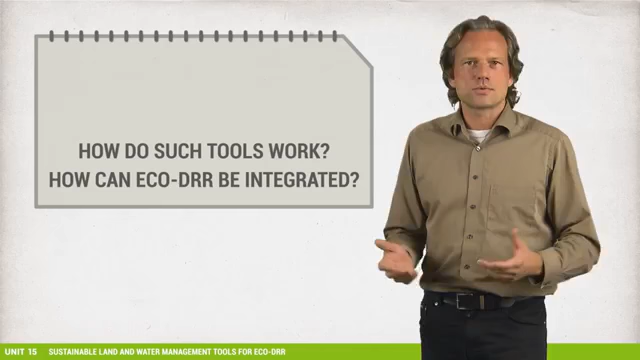 HOW DO SUCH TOOLS WORK?
HOW CAN ECO-DRR BE INTEGRATED?
UNIT 15 SUSTAINABLE LAND AND WATER MANAGEMENT TOOLS FOR ECO-DRR